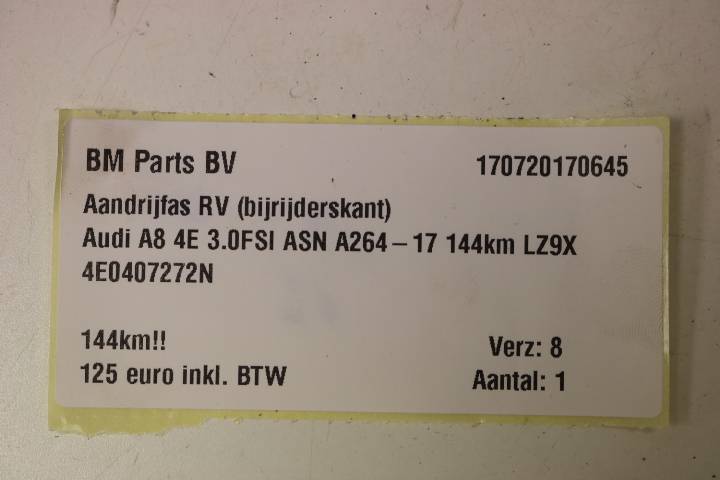 BM Parts BV 170720170645
Aandrijfas RV (bijrijderskant)
Audi A8 4E 3.0FSI ASN A264 – 17 144km LZ9X
4E0407272N
144km!! Verz: 8
125 euro inkl. BTW Aantal: 1